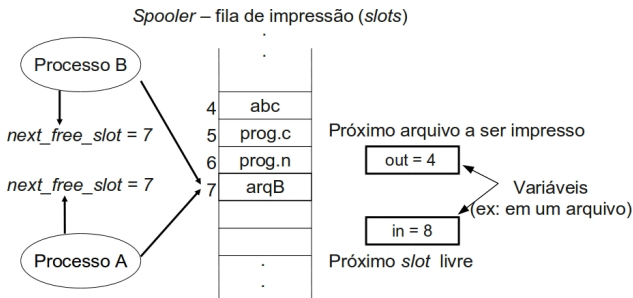 Spooler – fila de impressão (slots)
Processo B
next_free_slot = 7
next_free_slot = 7
Processo A
4 abc
5 prog.c
6 prog.n
7 arqB
Próximo arquivo a ser impresso
out = 4
Variáveis
(ex: em um arquivo)
in = 8
Próximo slot livre